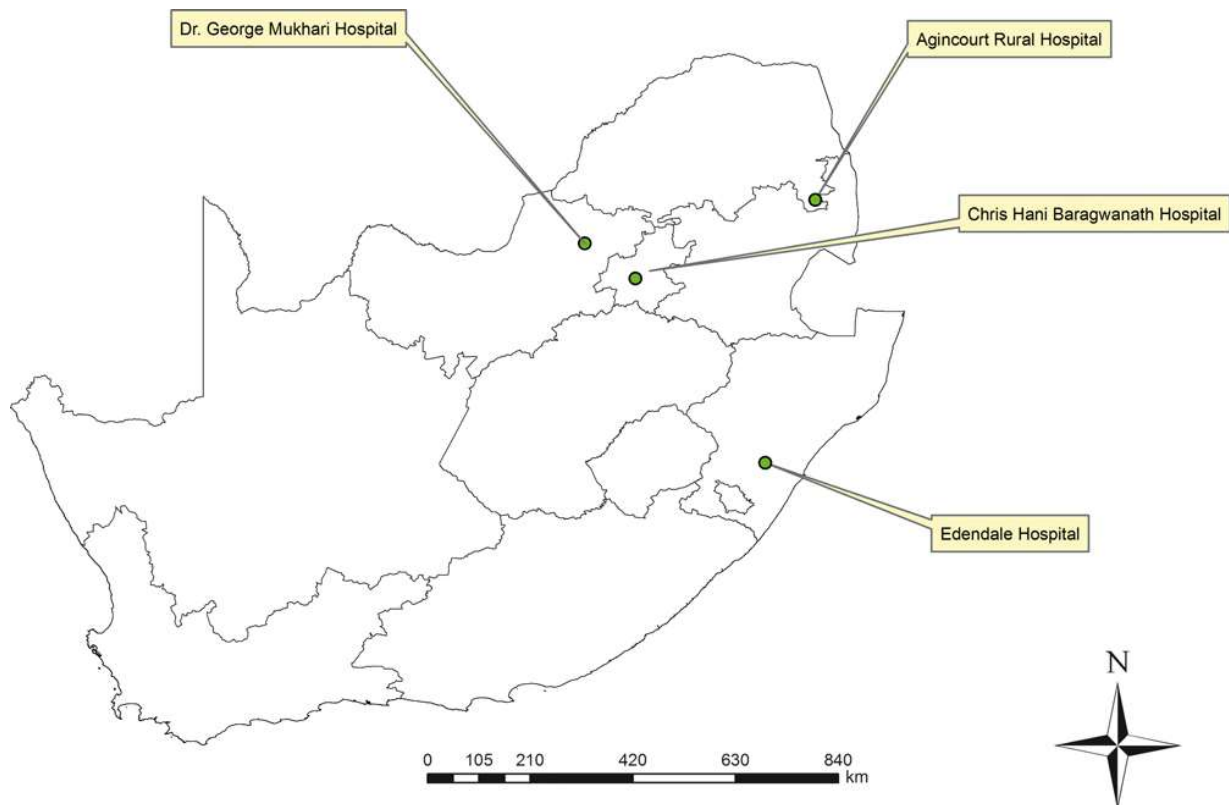 Dr. George Mukhari Hospital
Agincourt Rural Hospital
Chris Hani Baragwanath Hospital
Edendale Hospital
N
0 105 210 420 630 840
km